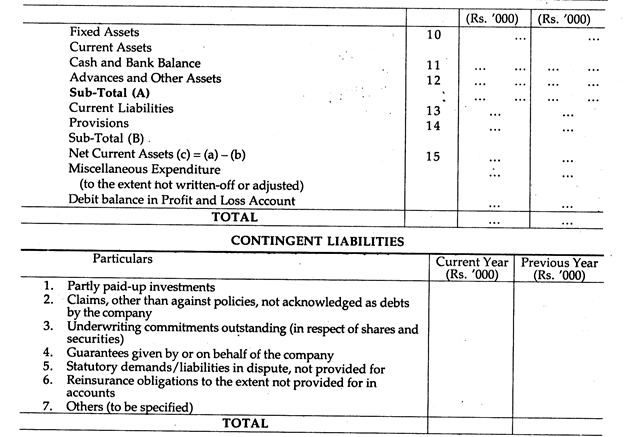 (Rs. '000) (Rs. '000)
Fixed Assets 10 ... ...
Current Assets
Cash and Bank Balance 11 ... ... ... ...
Advances and Other Assets 12 ... ... ... ...
Sub-Total (A) ... ... ... ...
Current Liabilities 13 ... ...
Provisions 14 ... ...
Sub-Total (B)
Net Current Assets (c) = (a) – (b) 15 ... ...
Miscellaneous Expenditure ... ...
(to the extent not written-off or adjusted)
Debit balance in Profit and Loss Account ... ...
TOTAL ... ...
CONTINGENT LIABILITIES
Particulars Current Year Previous Year
(Rs. '000) (Rs. '000)
1. Partly paid-up investments
2. Claims, other than against policies, not acknowledged as debts
by the company
3. Underwriting commitments outstanding (in respect of shares and
securities)
4. Guarantees given by or on behalf of the company
5. Statutory demands/liabilities in dispute, not provided for
6. Reinsurance obligations to the extent not provided for in
accounts
7. Others (to be specified)
TOTAL